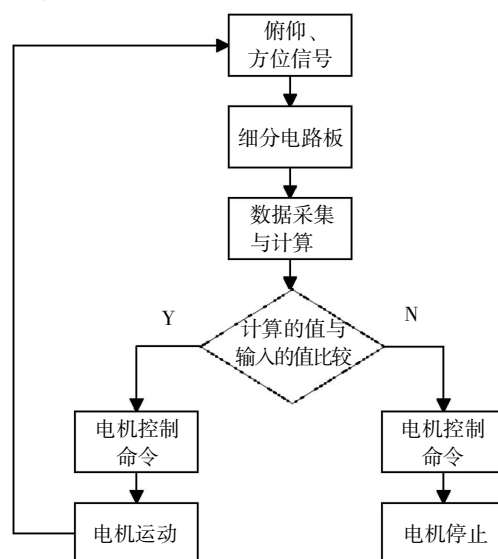 俯仰、
方位信号
细分电路板
数据采集
与计算
计算的值与
输入的值比较
Y
N
电机控制
命令
电机控制
命令
电机运动
电机停止